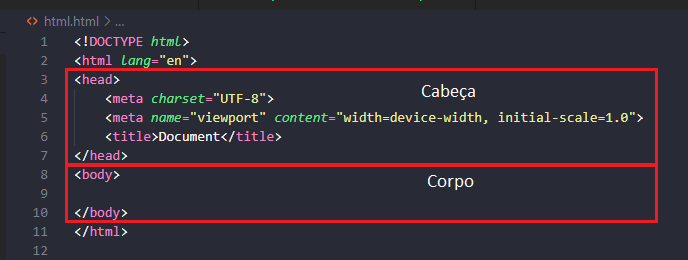 <> html.html > ...
1 <!DOCTYPE html>
2 <html lang="en">
3 <head>
Cabeça
4 <meta charset="UTF-8">
5 <meta name="viewport" content="width=device-width, initial-scale=1.0">
6 <title>Document</title>
7 </head>
8 <body>
Corpo
9
10 </body>
11 </html>
12